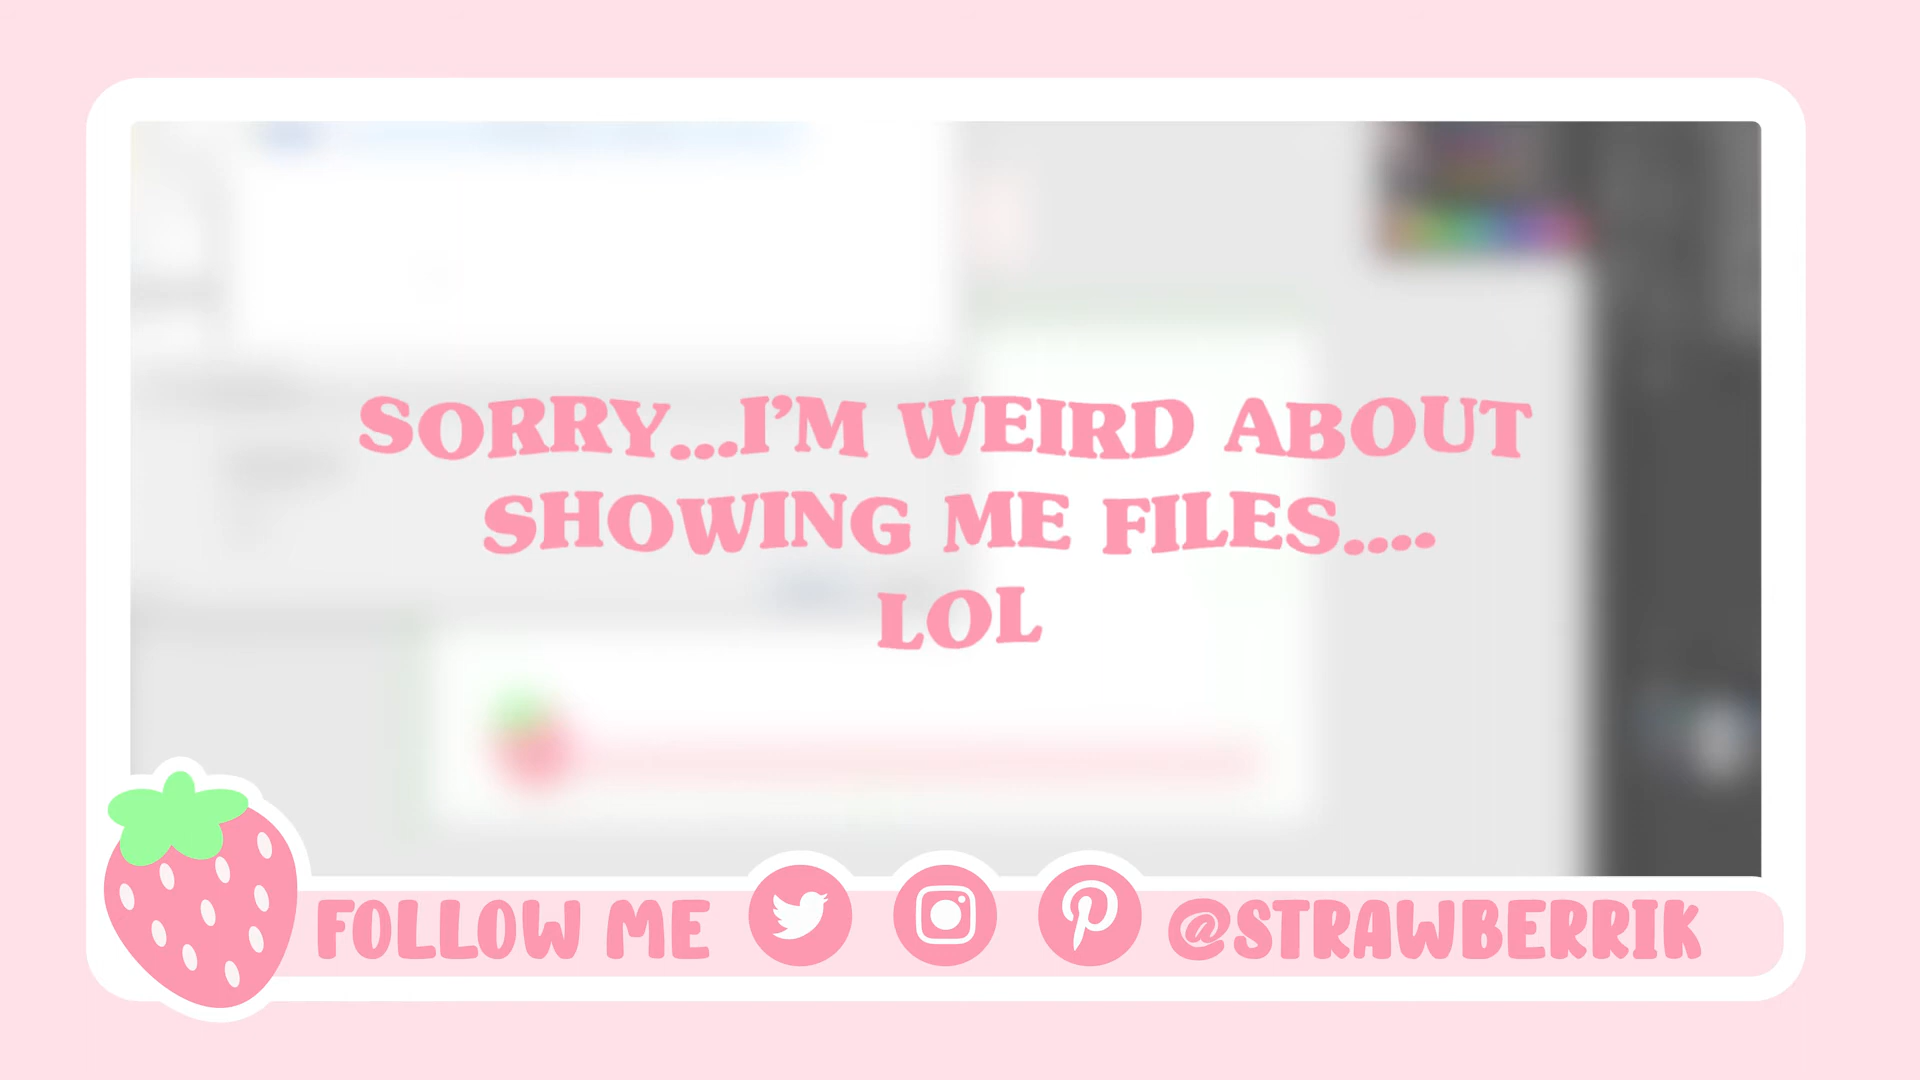 SORRY...I'M WEIRD ABOUT
SHOWING ME FILES....
LOL
FOLLOW ME @STRAWBERRIK